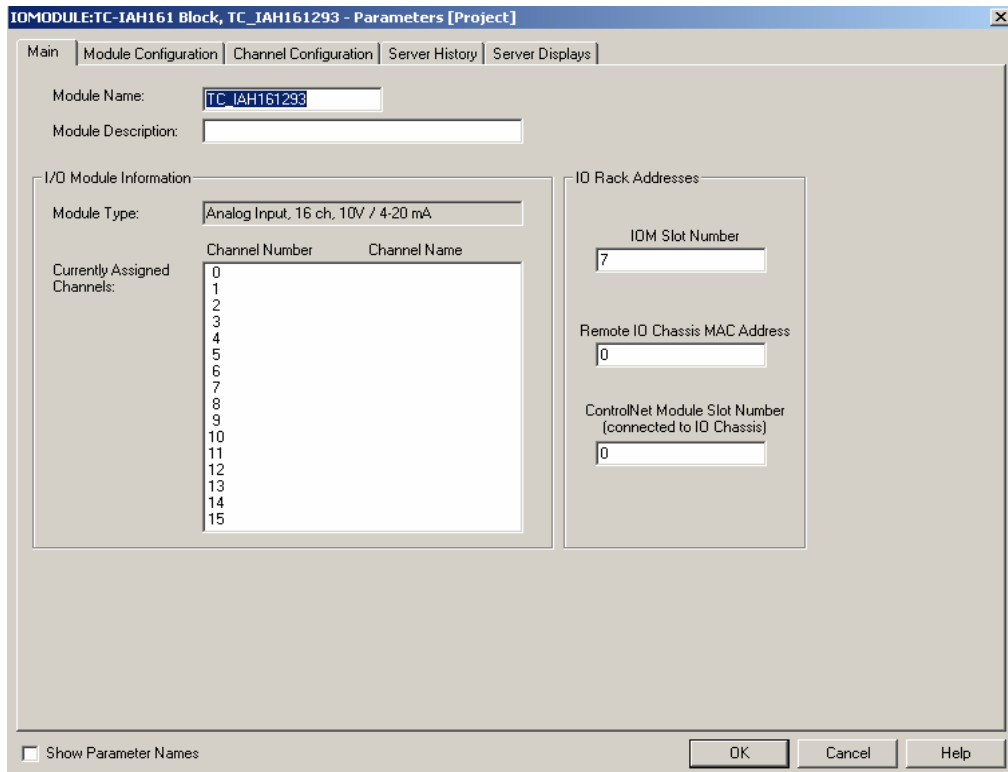 IOMODULE:TC-IAH161 Block, TC_IAH161293 - Parameters [Project]
Main Module Configuration Channel Configuration Server History Server Displays
Module Name: TC_IAH161293
Module Description:
I/O Module Information
Module Type: Analog Input, 16 ch, 10V / 4-20 mA
Channel Number Channel Name
Currently Assigned
Channels:
0
1
2
3
4
5
6
7
8
9
10
11
12
13
14
15
IO Rack Addresses
IOM Slot Number
7
Remote IO Chassis MAC Address
0
ControlNet Module Slot Number
(connected to IO Chassis)
0
Show Parameter Names
OK Cancel Help